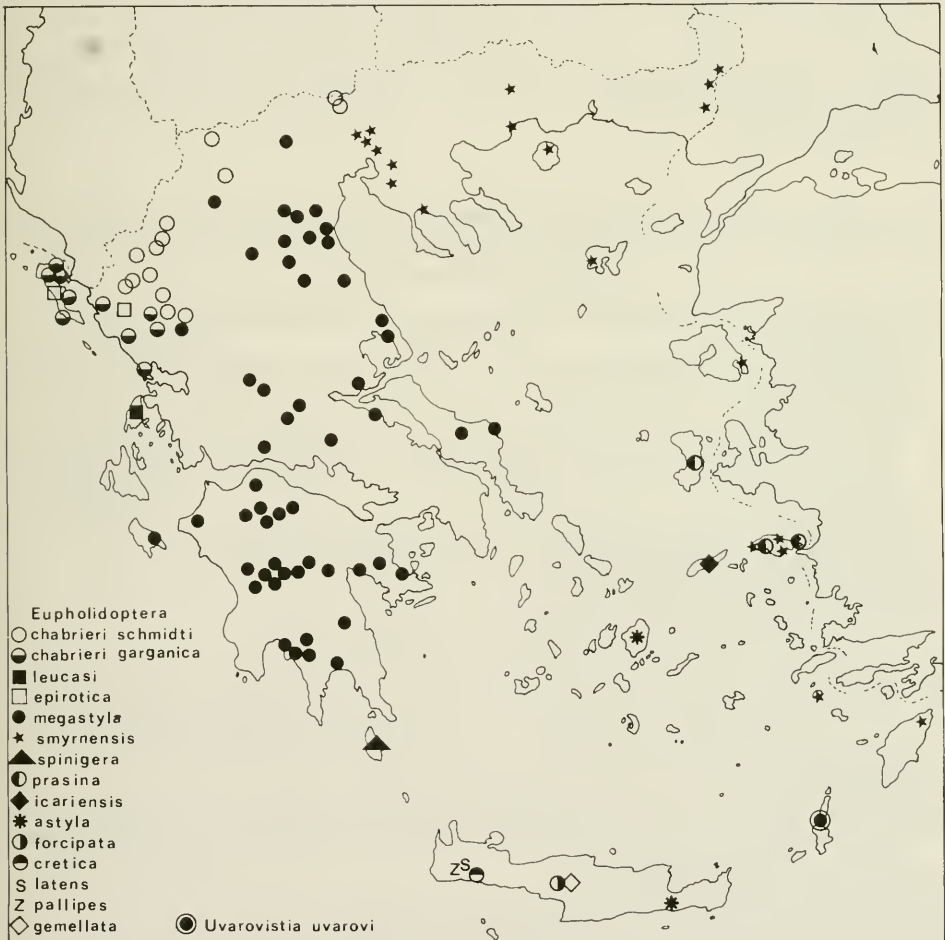 Z S
Eupholidoptera
chabrieri schmidti
chabrieri garganica
leucasi
epirotica
megastyla
smyrnensis
spinigera
prasina
icariensis
astyla
forcipata
cretica
S latens
Z pallipes
gemellata
Uvarovistia uvarovi